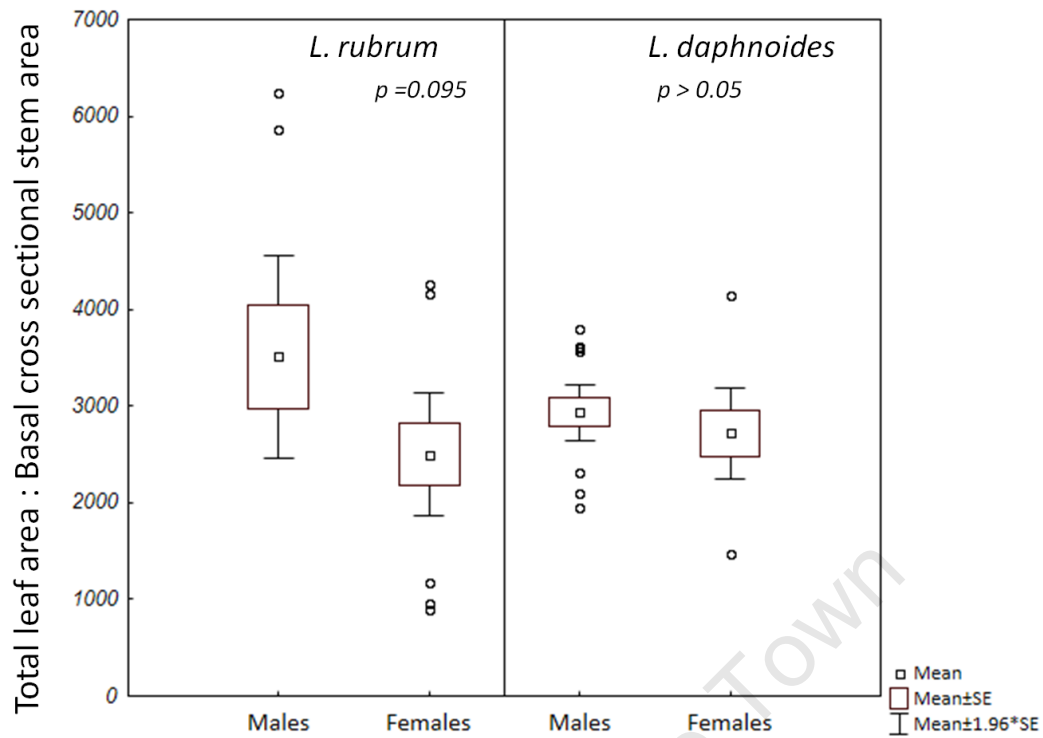 Total leaf area : Basal cross sectional stem area
7000
6000
5000
4000
3000
2000
1000
0
L. rubrum
p =0.095
L. daphnoides
p > 0.05
Males
Females
Males
Females
Mean
Mean±SE
Mean±1.96*SE
Town